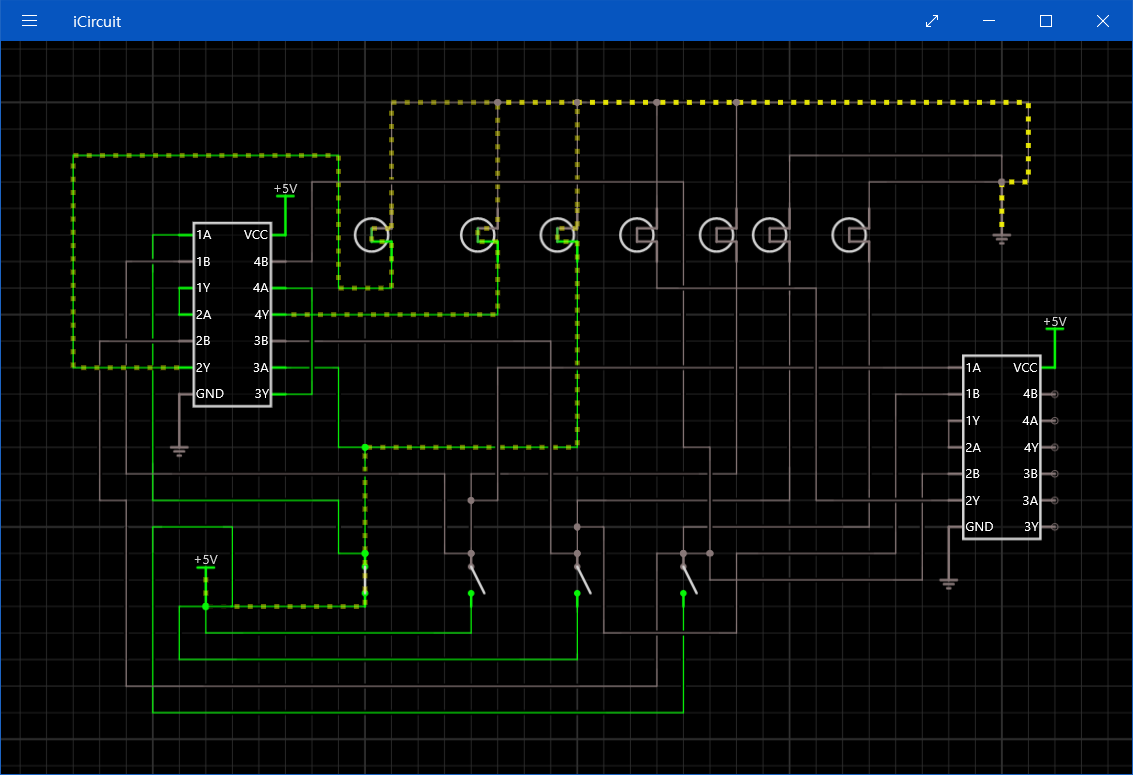 iCircuit
+5V
1A VCC
1B 4B
1Y 4A
2A 4Y
2B 3B
2Y 3A
GND 3Y
+5V
1A VCC
1B 4B
1Y 4A
2A 4Y
2B 3B
2Y 3A
GND 3Y
+5V